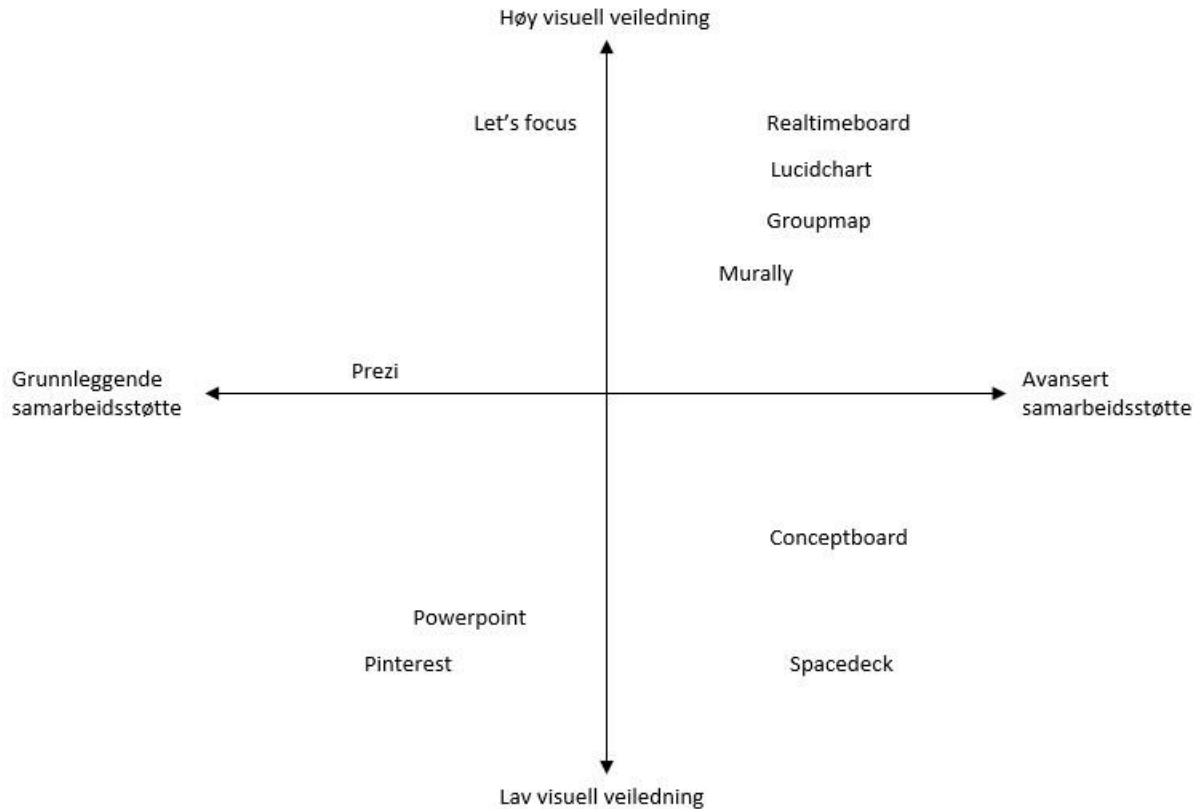 Høy visuell veiledning
Let's focus
Realtimeboard
Lucidchart
Groupmap
Murally
Prezi
Grunnleggende
samarbeidsstøtte
Avansert
samarbeidsstøtte
Conceptboard
Powerpoint
Pinterest
Spacedeck
Lav visuell veiledning